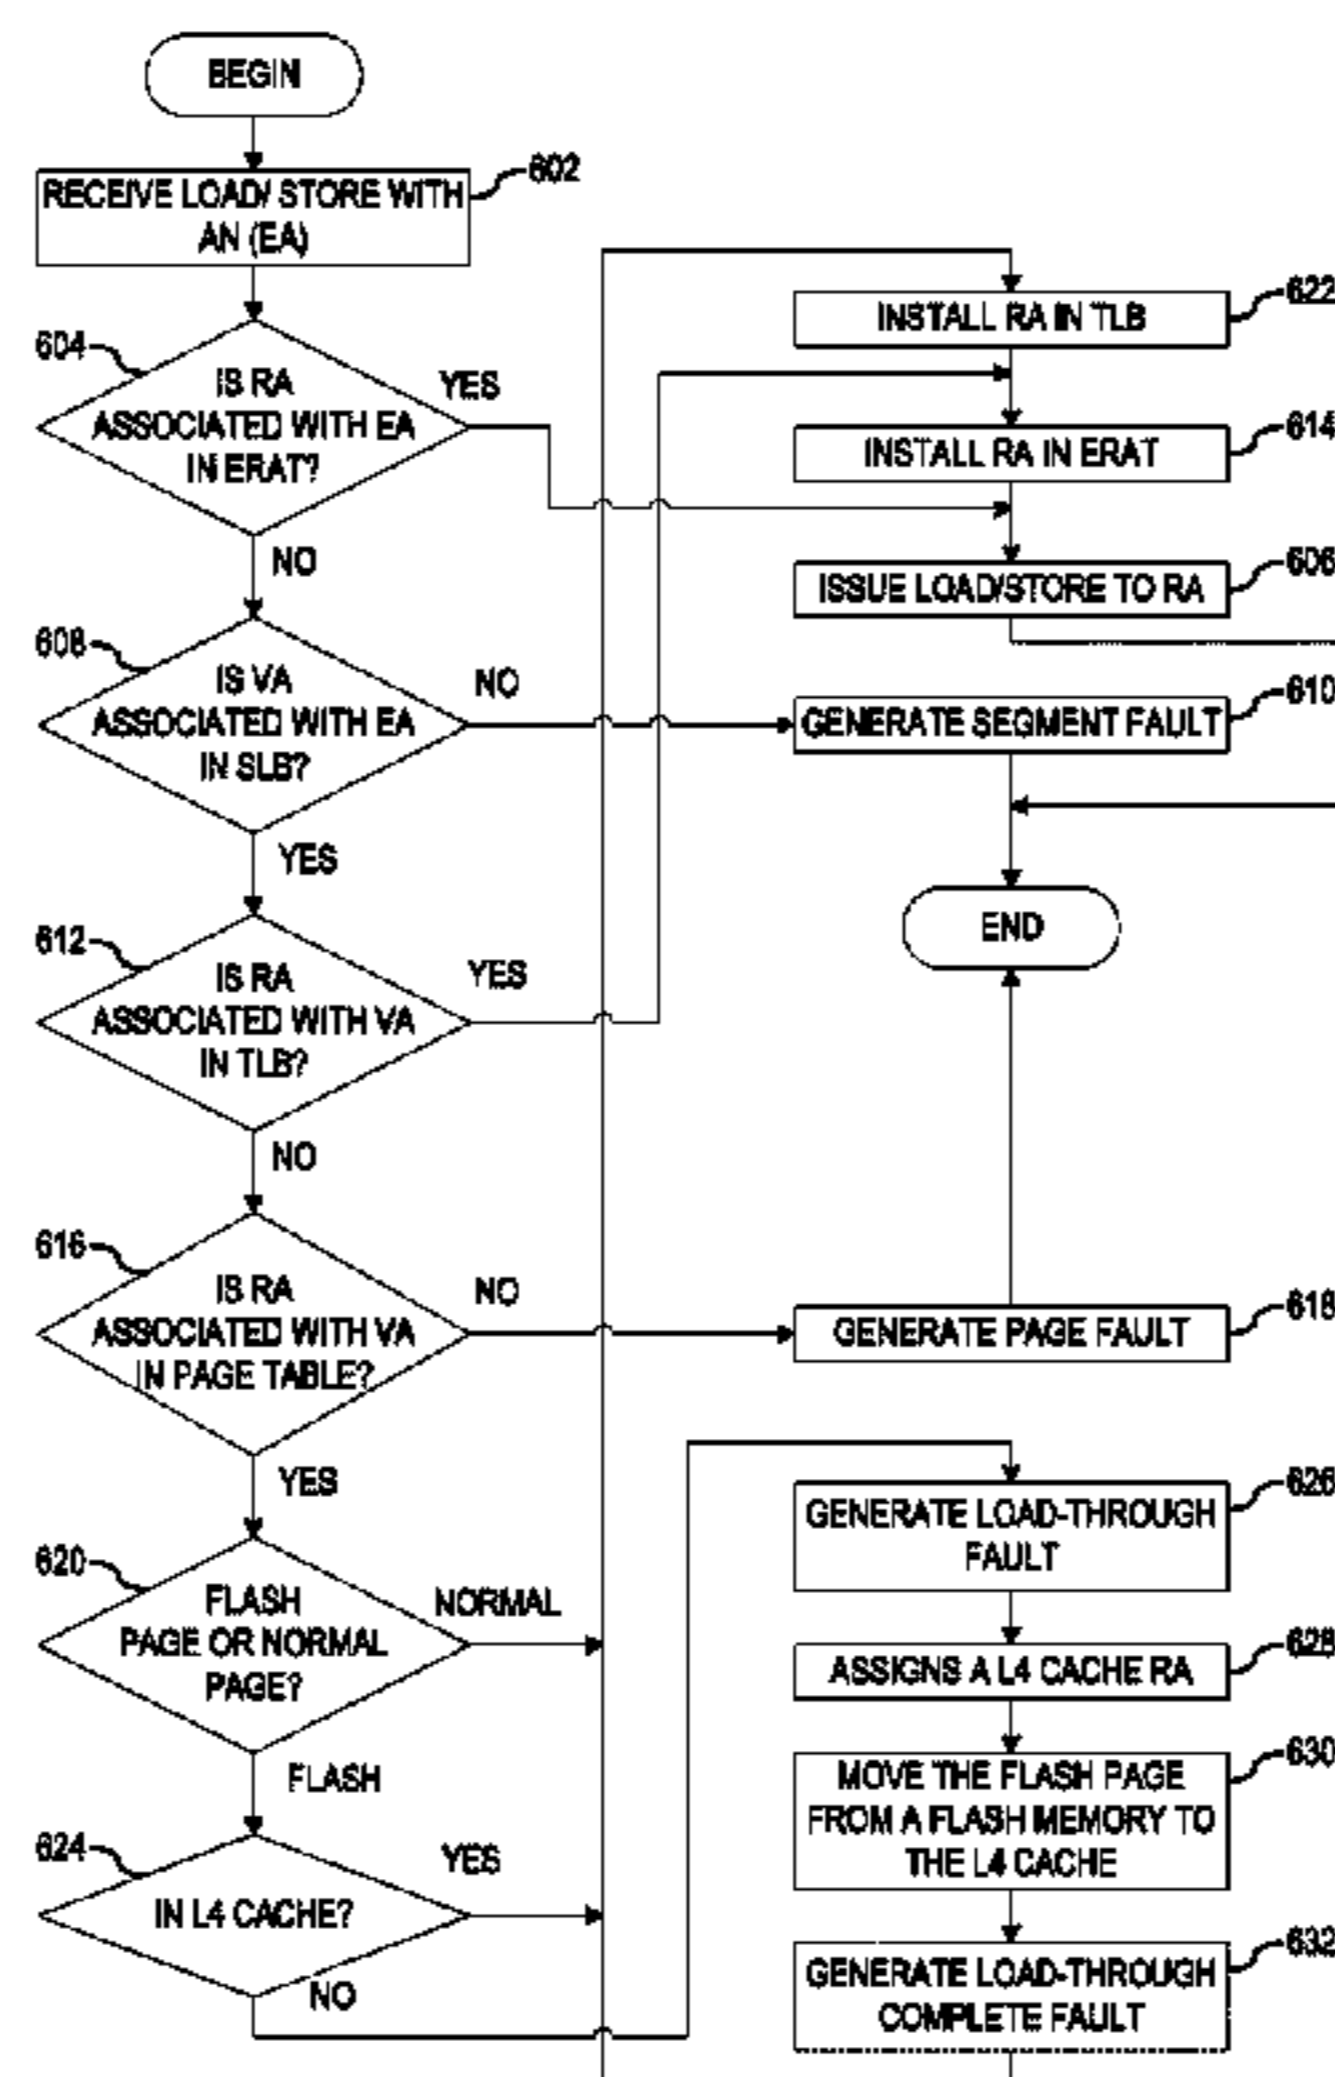 BEGIN
RECEIVE LOAD/ STORE WITH
AN (EA)
602
604
IS RA
ASSOCIATED WITH EA
IN ERAT?
YES
NO
608
IS VA
ASSOCIATED WITH EA
IN SLB?
NO
YES
612
IS RA
ASSOCIATED WITH VA
IN TLB?
YES
NO
616
IS RA
ASSOCIATED WITH VA
IN PAGE TABLE?
NO
YES
620
FLASH
PAGE OR NORMAL
PAGE?
NORMAL
FLASH
624
IN L4 CACHE?
YES
NO
INSTALL RA IN TLB
622
INSTALL RA IN ERAT
614
ISSUE LOAD/STORE TO RA
606
GENERATE SEGMENT FAULT
610
END
GENERATE PAGE FAULT
618
GENERATE LOAD-THROUGH
FAULT
626
ASSIGNS A L4 CACHE RA
628
MOVE THE FLASH PAGE
FROM A FLASH MEMORY TO
THE L4 CACHE
630
GENERATE LOAD-THROUGH
COMPLETE FAULT
632